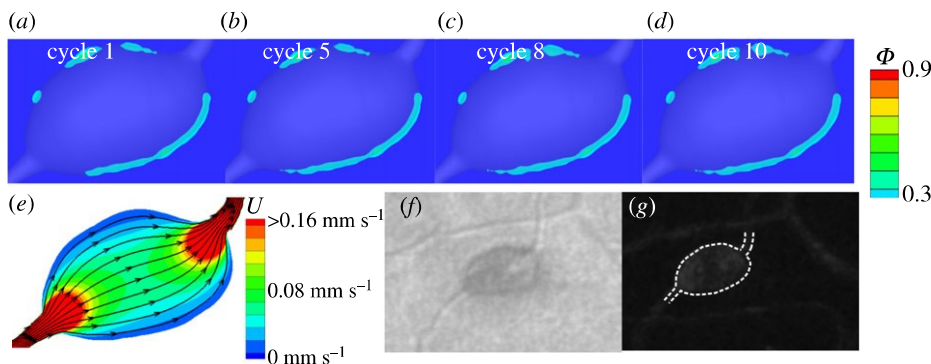 (a)
cycle 1
(b)
cycle 5
(c)
cycle 8
(d)
cycle 10
Φ
0.9
0.3
(e)
U
>0.16 mm s⁻¹
0.08 mm s⁻¹
0 mm s⁻¹
(f)
(g)